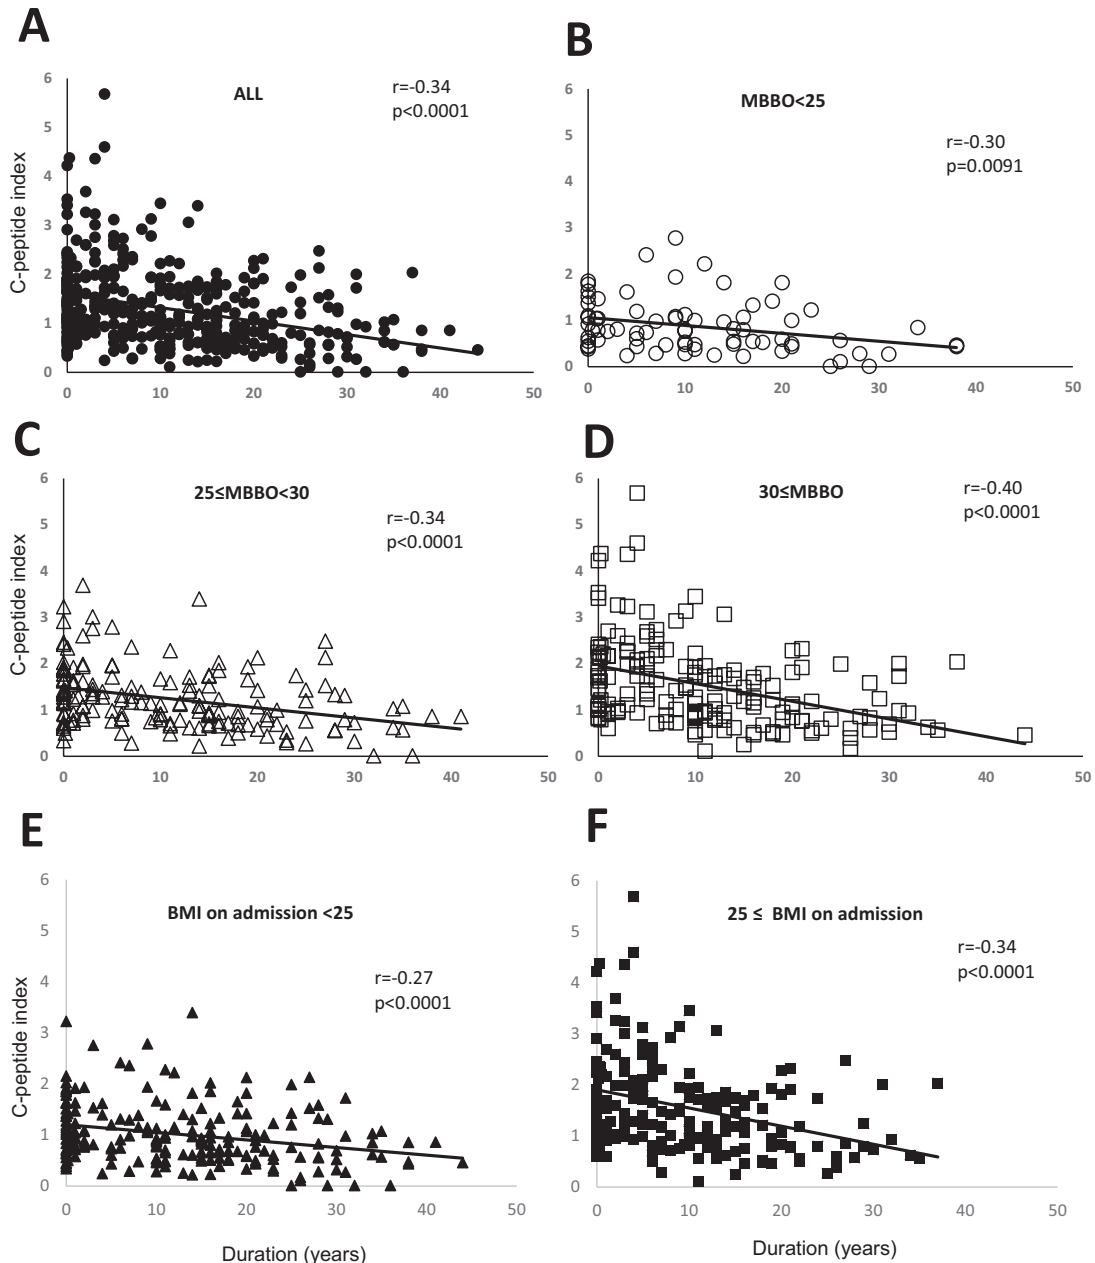 A
B
ALL
r=-0.34
p<0.0001
MBBO<25
r=-0.30
p=0.0091
C-peptide index
6
5
4
3
2
1
0
0 10 20 30 40 50
6
5
4
3
2
1
0
0 10 20 30 40 50
C
D
25≤MBBO<30
r=-0.34
p<0.0001
30≤MBBO
r=-0.40
p<0.0001
C-peptide index
6
5
4
3
2
1
0
0 10 20 30 40 50
6
5
4
3
2
1
0
0 10 20 30 40 50
E
F
BMI on admission <25
r=-0.27
p<0.0001
25 ≤ BMI on admission
r=-0.34
p<0.0001
C-peptide index
6
5
4
3
2
1
0
0 10 20 30 40 50
Duration (years)
6
5
4
3
2
1
0
0 10 20 30 40 50
Duration (years)